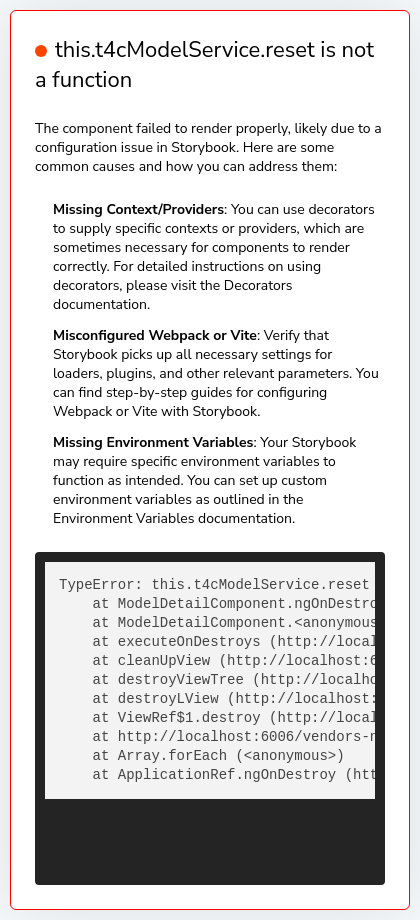 this.t4cModelService.reset is not
a function
The component failed to render properly, likely due to a
configuration issue in Storybook. Here are some
common causes and how you can address them:
Missing Context/Providers: You can use decorators
to supply specific contexts or providers, which are
sometimes necessary for components to render
correctly. For detailed instructions on using
decorators, please visit the Decorators
documentation.
Misconfigured Webpack or Vite: Verify that
Storybook picks up all necessary settings for
loaders, plugins, and other relevant parameters. You
can find step-by-step guides for configuring
Webpack or Vite with Storybook.
Missing Environment Variables: Your Storybook
may require specific environment variables to
function as intended. You can set up custom
environment variables as outlined in the
Environment Variables documentation.
TypeError: this.t4cModelService.reset
at ModelDetailComponent.ngOnDestro
at ModelDetailComponent.<anonymous
at executeOnDestroys (http://local
at cleanUpView (http://localhost:6
at destroyViewTree (http://localho
at destroyLView (http://localhost:
at ViewRef$1.destroy (http://local
at http://localhost:6006/vendors-n
at Array.forEach (<anonymous>)
at ApplicationRef.ngOnDestroy (htt